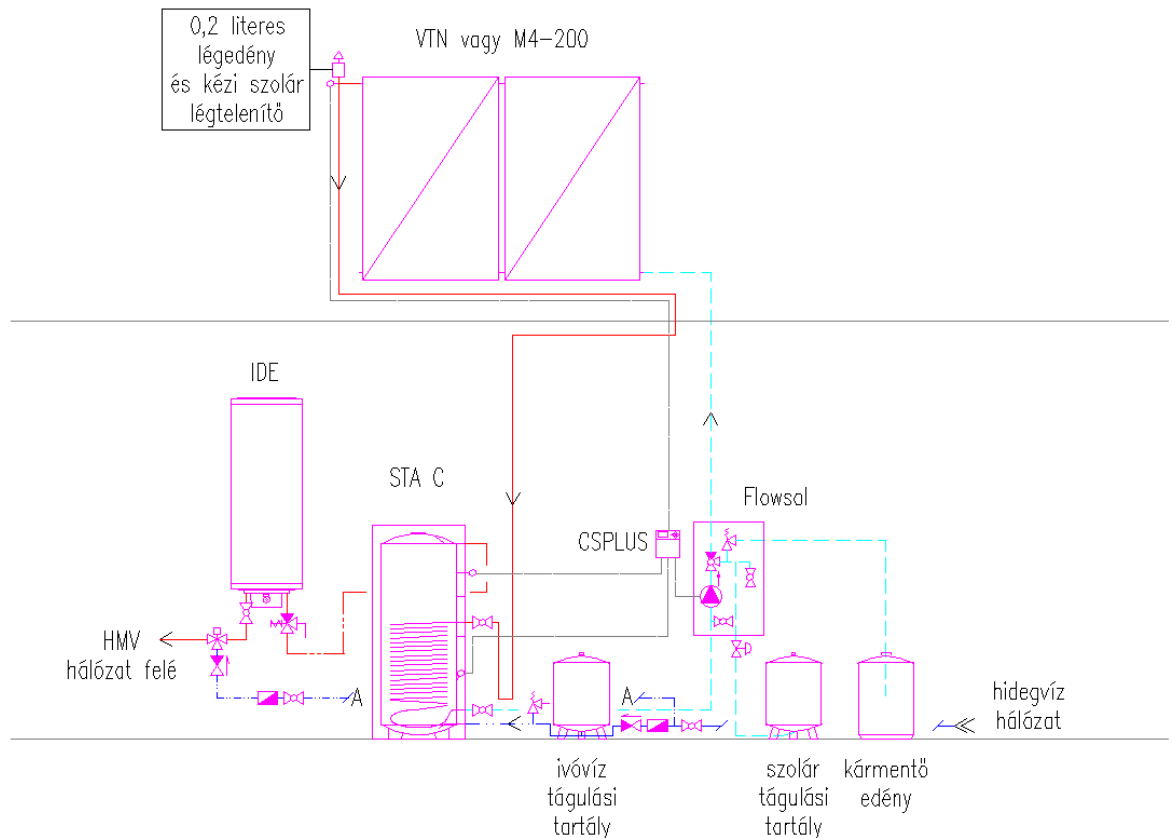 0,2 literes
légedény
és kézi szolár
légtelenítő
VTN vagy M4-200
IDE
STA C
Flowsol
CSPLUS
HMV
hálózat felé
A
A
hidegvíz
hálózat
ivóvíz
tágulási
tartály
szolár
tágulási
tartály
kármentő
edény